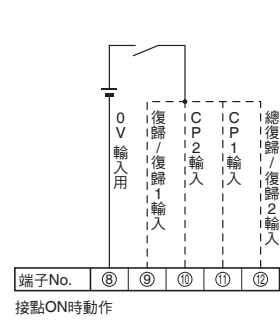 0V 輸入用
復歸/復歸1輸入
CP2輸入
CP1輸入
總復歸/復歸2輸入
端子No. ⑧ ⑨ ⑩ ⑪ ⑫
接點ON時動作